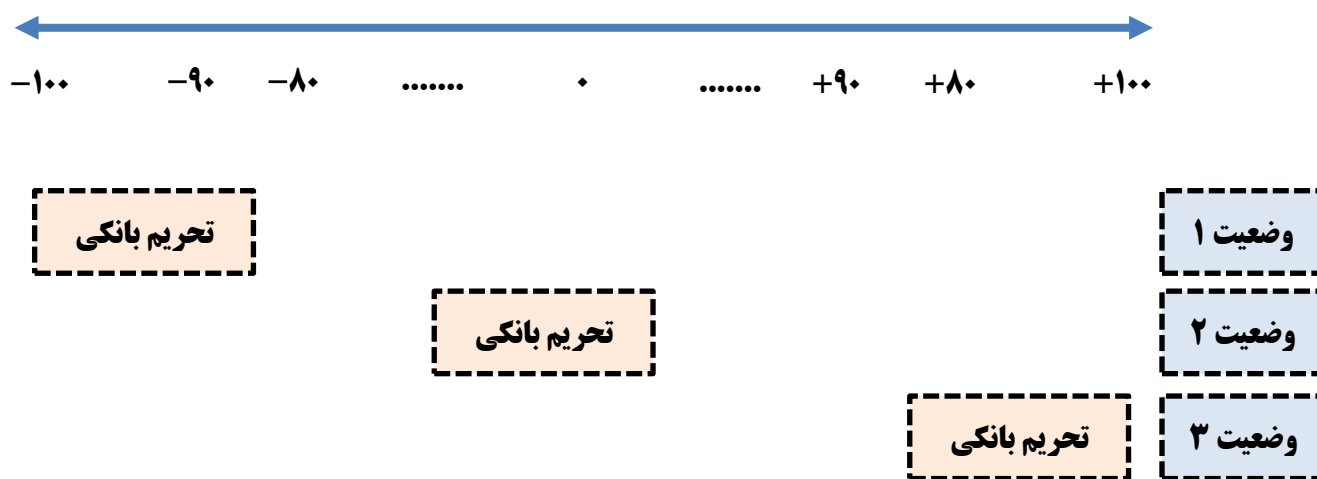 −۱۰۰ −۹۰ −۸۰ ....... ۰ ....... +۹۰ +۸۰ +۱۰۰
وضعیت ۱ تحریم بانکی
وضعیت ۲ تحریم بانکی
وضعیت ۳ تحریم بانکی